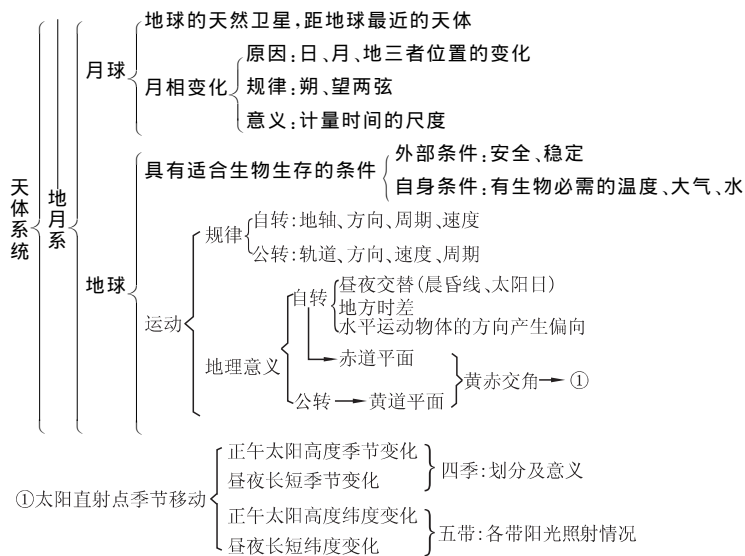 天体系统
地月系
月球
地球的天然卫星,距地球最近的天体
月相变化
原因:日、月、地三者位置的变化
规律:朔、望两弦
意义:计量时间的尺度
地球
具有适合生物生存的条件
外部条件:安全、稳定
自身条件:有生物必需的温度、大气、水
运动
规律
自转:地轴、方向、周期、速度
公转:轨道、方向、速度、周期
地理意义
自转
昼夜交替(晨昏线、太阳日)
地方时差
水平运动物体的方向产生偏向
赤道平面
公转
黄道平面
黄赤交角
①
①太阳直射点季节移动
正午太阳高度季节变化
昼夜长短季节变化
四季:划分及意义
正午太阳高度纬度变化
昼夜长短纬度变化
五带:各带阳光照射情况